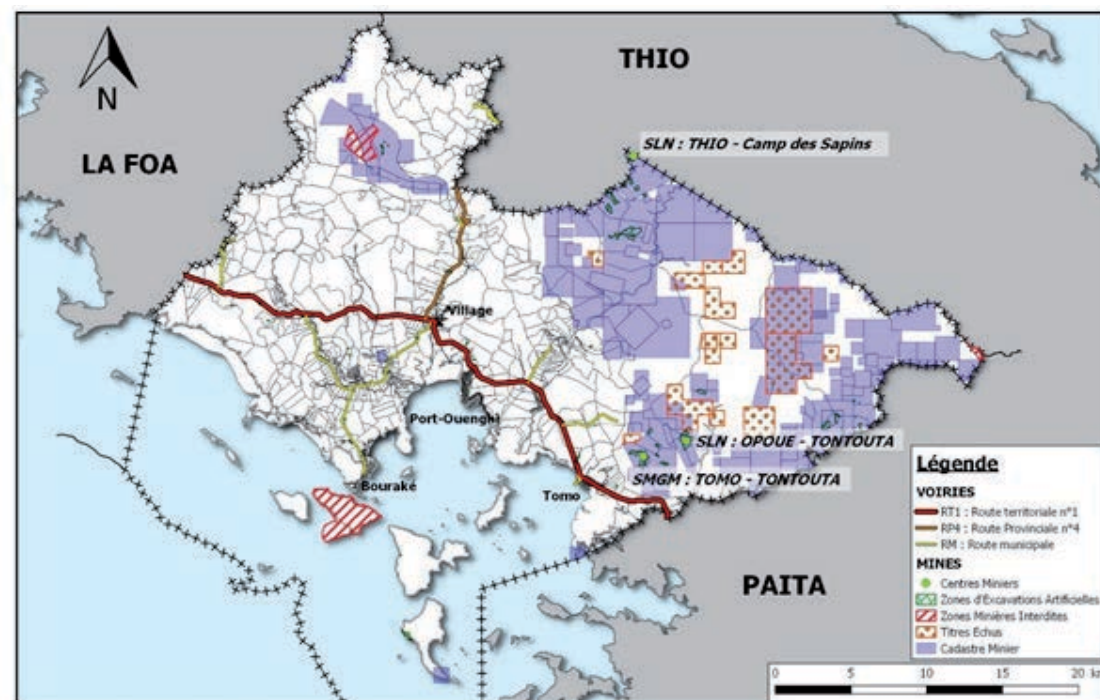 THIO
N
SLN : THIO - Camp des Sapins
LA FOA
Village
Port-Ouenghi
SLN : OPOUE - TONTOUTA
Bouraké
Tomo
SMGM : TOMO - TONTOUTA
PAITA
Légende
VOIRIES
RT1 : Route territoriale n°1
RP4 : Route Provinciale n°4
RM : Route municipale
MINES
Centres Miniers
Zones d'Excavations Artificielles
Zones Minières Interdites
Titres Echus
Cadastre Minier
0 5 10 15 20 km